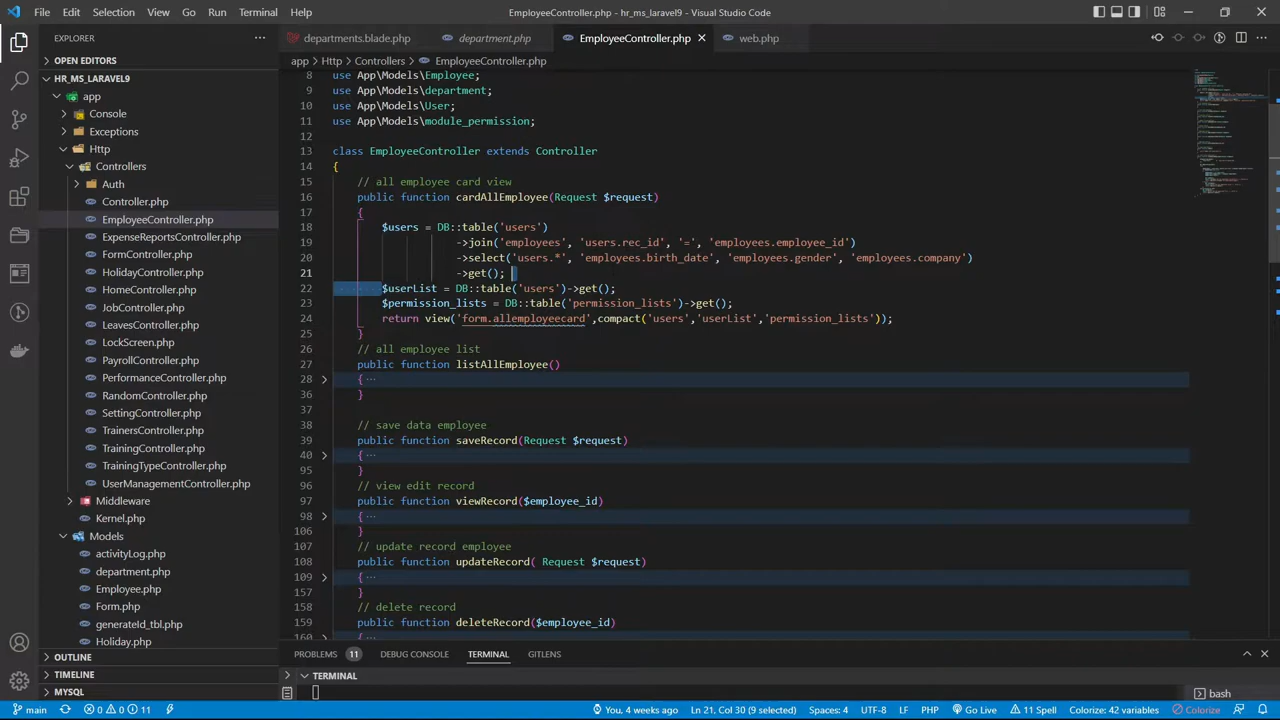 File Edit Selection View Go Run Terminal Help
EmployeeController.php - hr_ms_laravel9 - Visual Studio Code
EXPLORER
departments.blade.php department.php EmployeeController.php web.php
OPEN EDITORS
app > Http > Controllers > EmployeeController.php
HR_MS_LARAVEL9
app
Console
Exceptions
Http
Controllers
Auth
Controller.php
EmployeeController.php
ExpenseReportsController.php
FormController.php
HolidayController.php
HomeController.php
JobController.php
LeavesController.php
LockScreen.php
PayrollController.php
PerformanceController.php
RandomController.php
SettingController.php
TrainersController.php
TrainingController.php
TrainingTypeController.php
UserManagementController.php
Middleware
Kernel.php
Models
activityLog.php
department.php
Employee.php
Form.php
generateId_tbl.php
Holiday.php
OUTLINE
TIMELINE
MYSQL
8 use App\Models\Employee;
9 use App\Models\department;
10 use App\Models\User;
11 use App\Models\module_permission;
12
13 class EmployeeController extends Controller
14 {
15 // all employee card view
16 public function cardAllEmployee(Request $request)
17 {
18 $users = DB::table('users')
19 ->join('employees', 'users.rec_id', '=', 'employees.employee_id')
20 ->select('users.*', 'employees.birth_date', 'employees.gender', 'employees.company')
21 ->get();
22 $userList = DB::table('users')->get();
23 $permission_lists = DB::table('permission_lists')->get();
24 return view('form.allemployeecard',compact('users','userList','permission_lists'));
25 }
26 // all employee list
27 public function listAllEmployee()
28 { ···
36 }
37
38 // save data employee
39 public function saveRecord(Request $request)
40 { ···
95 }
96 // view edit record
97 public function viewRecord($employee_id)
98 { ···
106 }
107 // update record employee
108 public function updateRecord( Request $request)
109 { ···
157 }
158 // delete record
159 public function deleteRecord($employee_id)
160 { ···
PROBLEMS 11 DEBUG CONSOLE TERMINAL GITLENS
TERMINAL
bash
main 0 0 11 You, 4 weeks ago Ln 21, Col 30 (9 selected) Spaces: 4 UTF-8 LF PHP Go Live 11 Spell Colorize: 42 variables Colorize